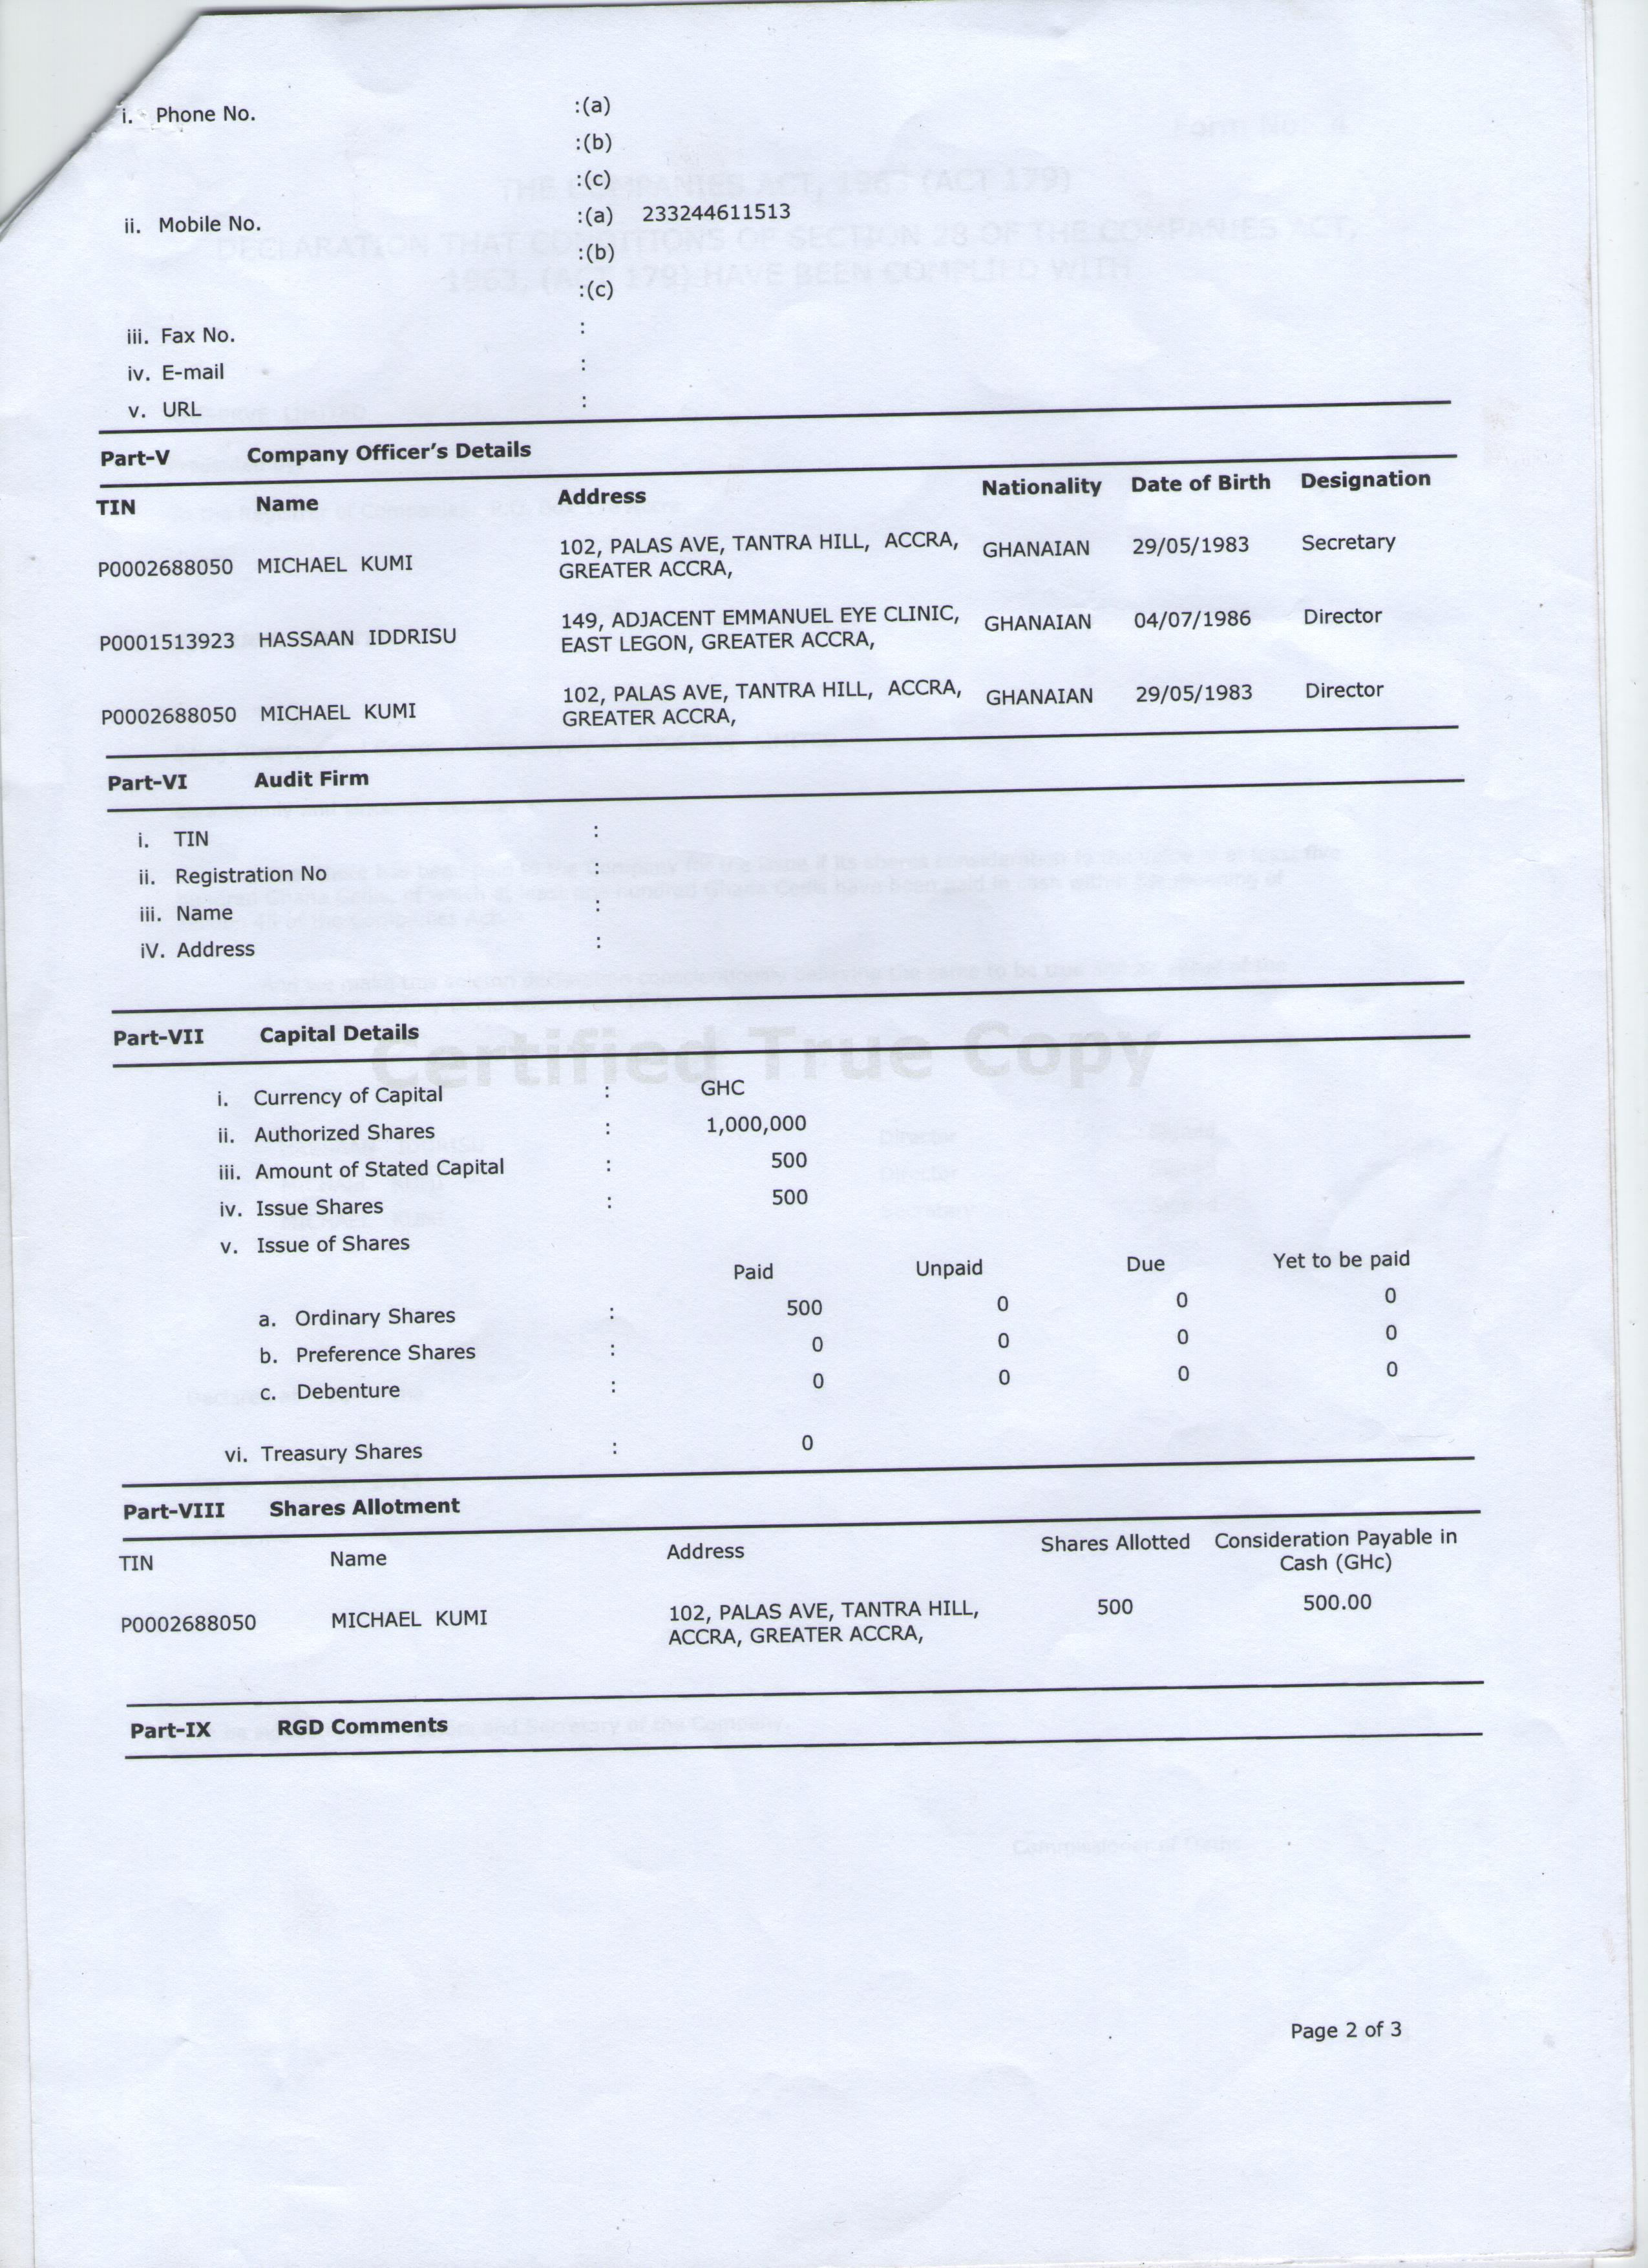 i. Phone No. :(a)
:(b)
:(c)
ii. Mobile No. :(a) 233244611513
:(b)
:(c)
iii. Fax No. :
iv. E-mail :
v. URL :
Part-V Company Officer's Details
TIN Name Address Nationality Date of Birth Designation
P0002688050 MICHAEL KUMI 102, PALAS AVE, TANTRA HILL, ACCRA, GHANAIAN 29/05/1983 Secretary
GREATER ACCRA,
P0001513923 HASSAAN IDDRISU 149, ADJACENT EMMANUEL EYE CLINIC, GHANAIAN 04/07/1986 Director
EAST LEGON, GREATER ACCRA,
P0002688050 MICHAEL KUMI 102, PALAS AVE, TANTRA HILL, ACCRA, GHANAIAN 29/05/1983 Director
GREATER ACCRA,
Part-VI Audit Firm
i. TIN :
ii. Registration No :
iii. Name :
iV. Address :
Part-VII Capital Details
Certified True Copy
i. Currency of Capital : GHC
ii. Authorized Shares : 1,000,000
iii. Amount of Stated Capital : 500
iv. Issue Shares : 500
v. Issue of Shares
Paid Unpaid Due Yet to be paid
a. Ordinary Shares : 500 0 0 0
b. Preference Shares : 0 0 0 0
c. Debenture : 0 0 0 0
vi. Treasury Shares : 0
Part-VIII Shares Allotment
TIN Name Address Shares Allotted Consideration Payable in
Cash (GHc)
P0002688050 MICHAEL KUMI 102, PALAS AVE, TANTRA HILL, 500 500.00
ACCRA, GREATER ACCRA,
Part-IX RGD Comments
Page 2 of 3